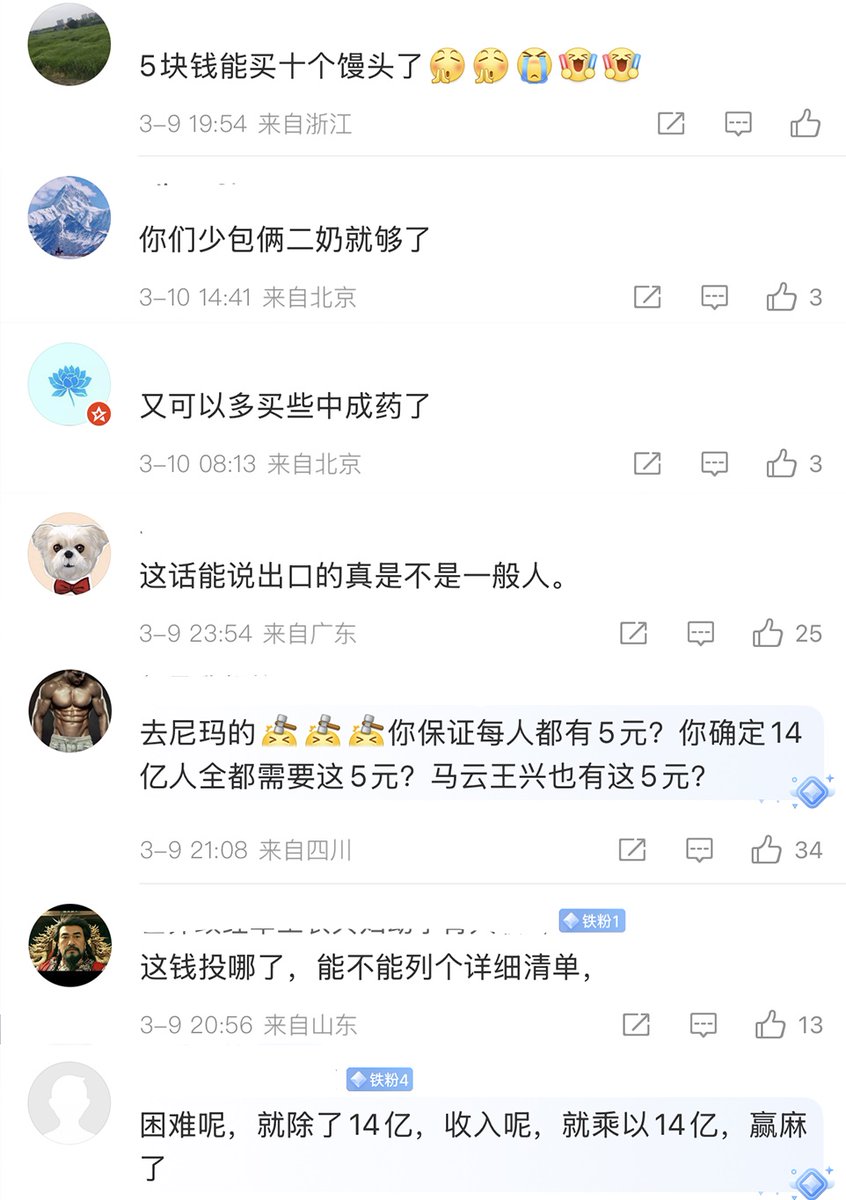 5块钱能买十个馒头了
3-9 19:54 来自浙江
你们少包俩二奶就够了
3-10 14:41 来自北京
3
又可以多买些中成药了
3-10 08:13 来自北京
3
这话能说出口的真是不是一般人。
3-9 23:54 来自广东
25
去尼玛的你保证每人都有5元？你确定14
亿人全都需要这5元？马云王兴也有这5元？
3-9 21:08 来自四川
34
铁粉1
这钱投哪了，能不能列个详细清单，
3-9 20:56 来自山东
13
铁粉4
困难呢，就除了14亿，收入呢，就乘以14亿，赢麻
了